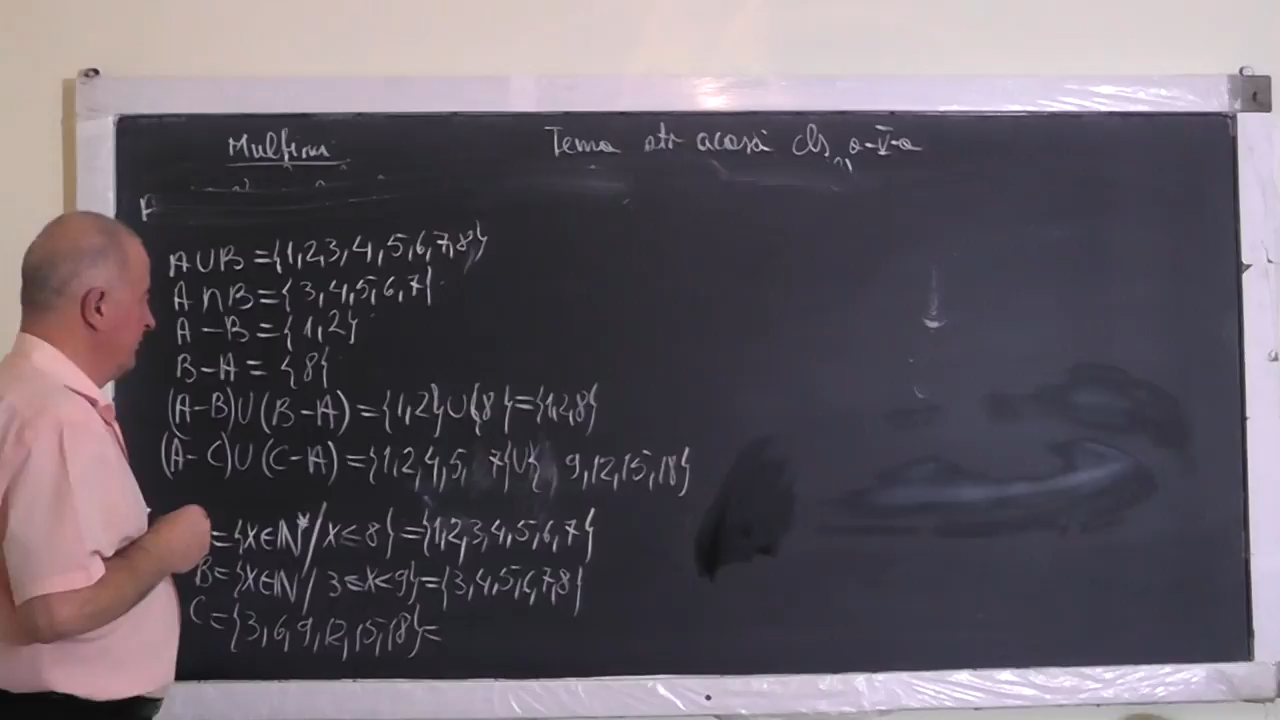 Mulțimi
Tema ptr acasă cls a-V-a
A∪B={1,2,3,4,5,6,7,8}
A∩B={3,4,5,6,7}
A-B={1,2}
B-A={8}
(A-B)∪(B-A)={1,2}∪{8}={1,2,8}
(A-C)∪(C-A)={1,2,4,5, 7}∪{ 9,12,15,18}
={x∈ℕ*/x<8}={1,2,3,4,5,6,7}
B={x∈ℕ/3≤x<9}={3,4,5,6,7,8}
C={3,6,9,12,15,18}=